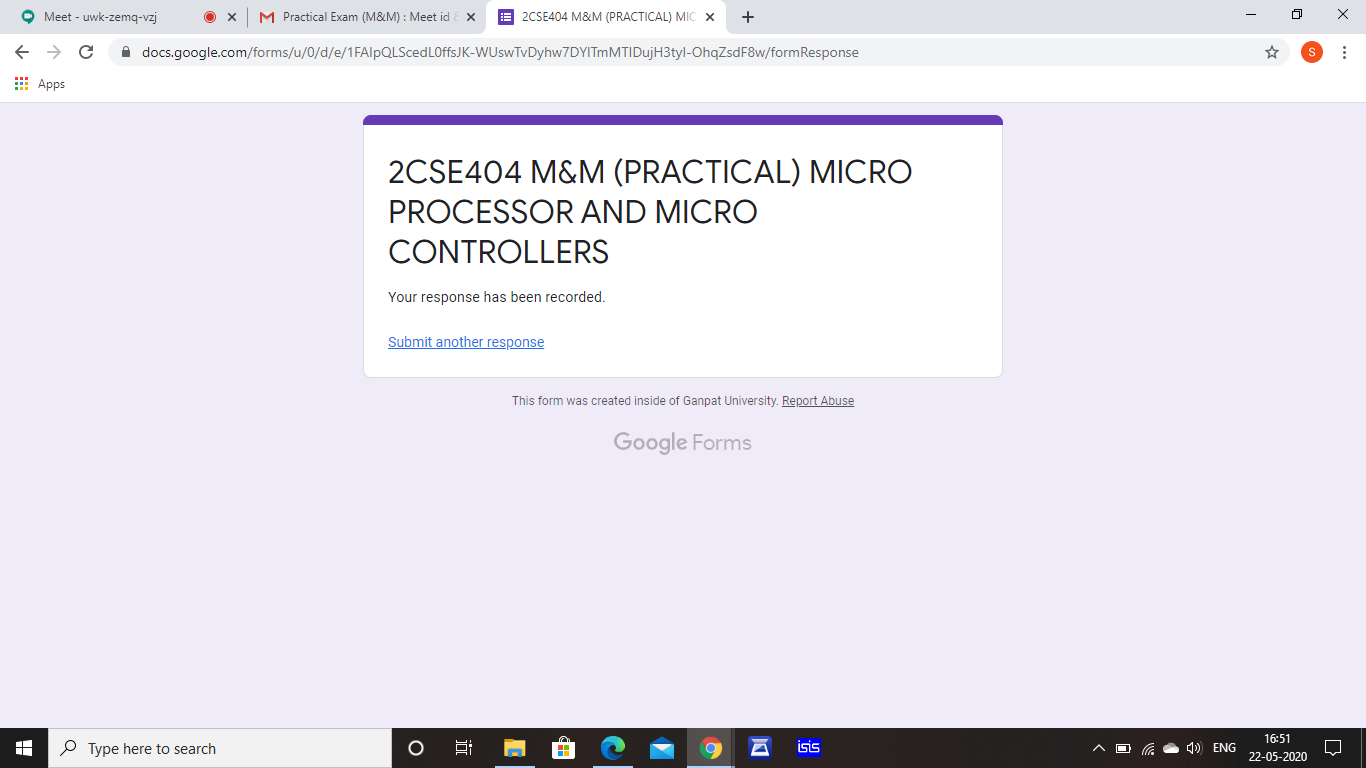 Meet - uwk-zemq-vzj
Practical Exam (M&M) : Meet id &
2CSE404 M&M (PRACTICAL) MIC
docs.google.com/forms/u/0/d/e/1FAIpQLScedL0ffsJK-WUswTvDyhw7DYlTmMTIDujH3tyI-OhqZsdF8w/formResponse
S
Apps
2CSE404 M&M (PRACTICAL) MICRO
PROCESSOR AND MICRO
CONTROLLERS
Your response has been recorded.
Submit another response
This form was created inside of Ganpat University. Report Abuse
Google Forms
Type here to search
isis
ENG
16:51
22-05-2020